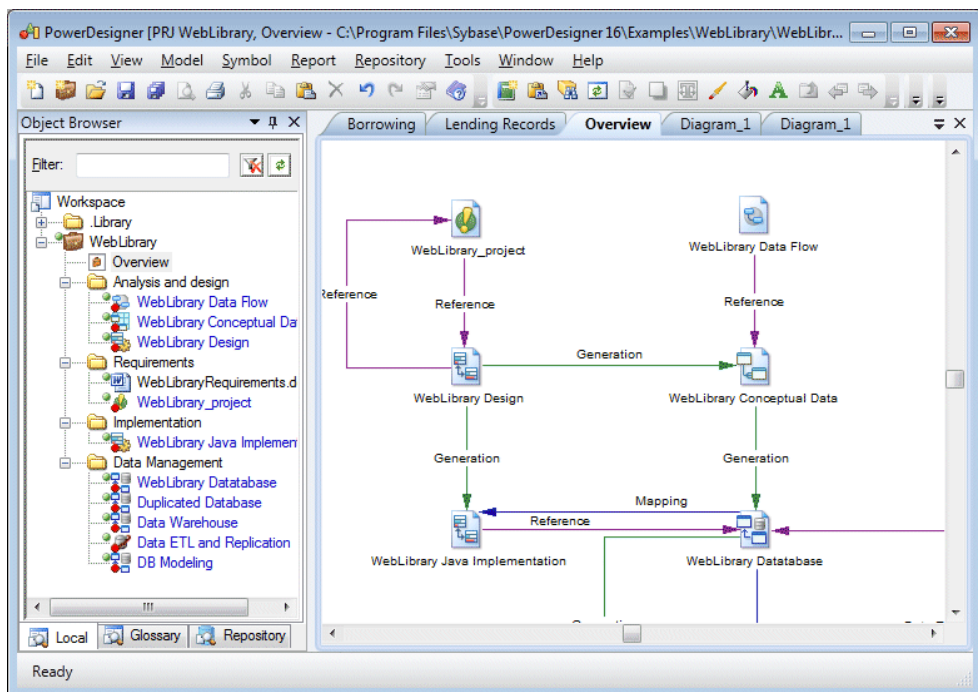 PowerDesigner [PRJ WebLibrary, Overview - C:\Program Files\Sybase\PowerDesigner 16\Examples\WebLibrary\WebLibr...
File Edit View Model Symbol Report Repository Tools Window Help
Object Browser
Borrowing Lending Records Overview Diagram_1 Diagram_1
Filter:
Workspace
.Library
WebLibrary
Overview
Analysis and design
WebLibrary Data Flow
WebLibrary Conceptual Da
WebLibrary Design
Requirements
WebLibraryRequirements.d
WebLibrary_project
Implementation
WebLibrary Java Implemen
Data Management
WebLibrary Datatabase
Duplicated Database
Data Warehouse
Data ETL and Replication
DB Modeling
Local Glossary Repository
WebLibrary_project
WebLibrary Data Flow
Reference
Reference
Reference
Generation
WebLibrary Design
WebLibrary Conceptual Data
Generation
Generation
Mapping
Reference
WebLibrary Java Implementation
WebLibrary Datatabase
Ready